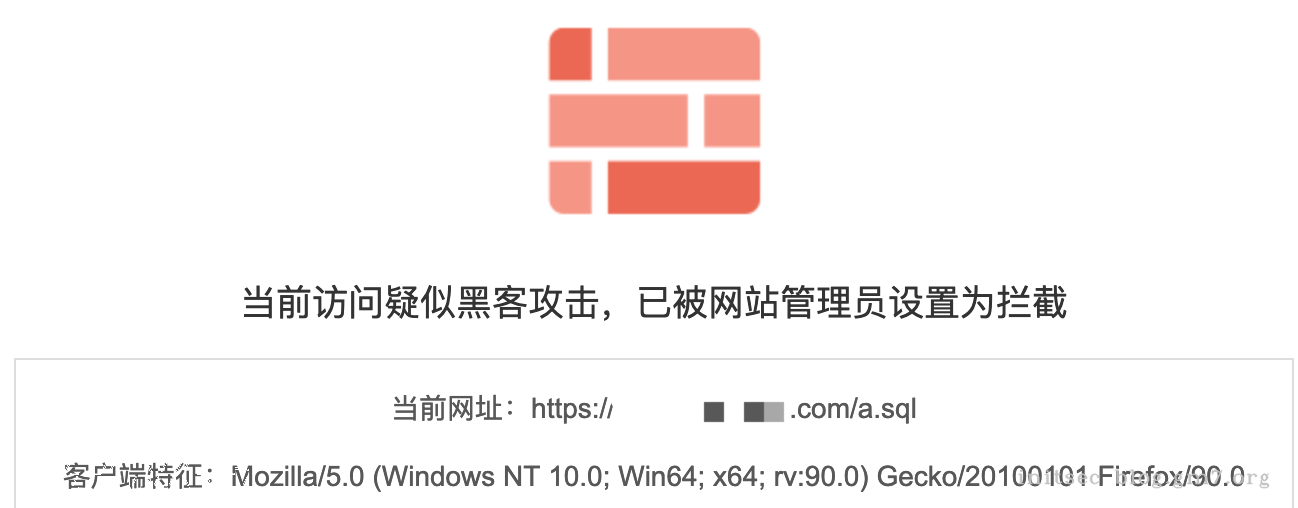 当前访问疑似黑客攻击，已被网站管理员设置为拦截
当前网址：https:// .com/a.sql
客户端特征：Mozilla/5.0 (Windows NT 10.0; Win64; x64; rv:90.0) Gecko/20100101 Firefox/90.0